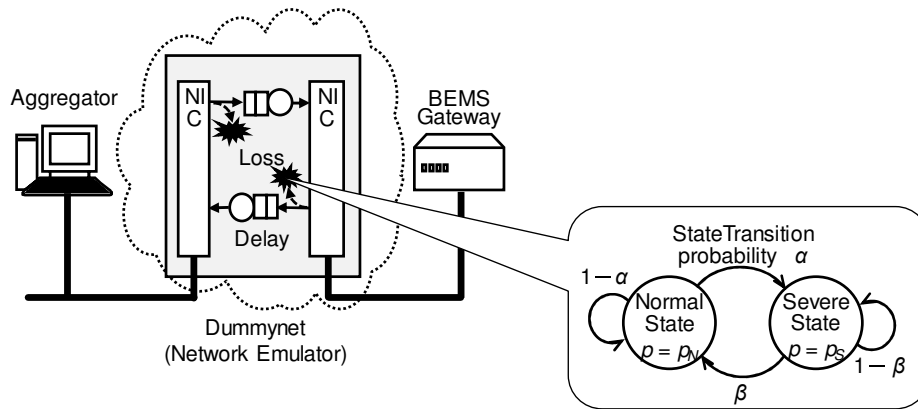 Aggregator
NI
C
NI
C
Loss
Delay
BEMS
Gateway
Dummynet
(Network Emulator)
StateTransition
probability α
1−α
Normal
State
p = pN
Severe
State
p = pS
β
1−β